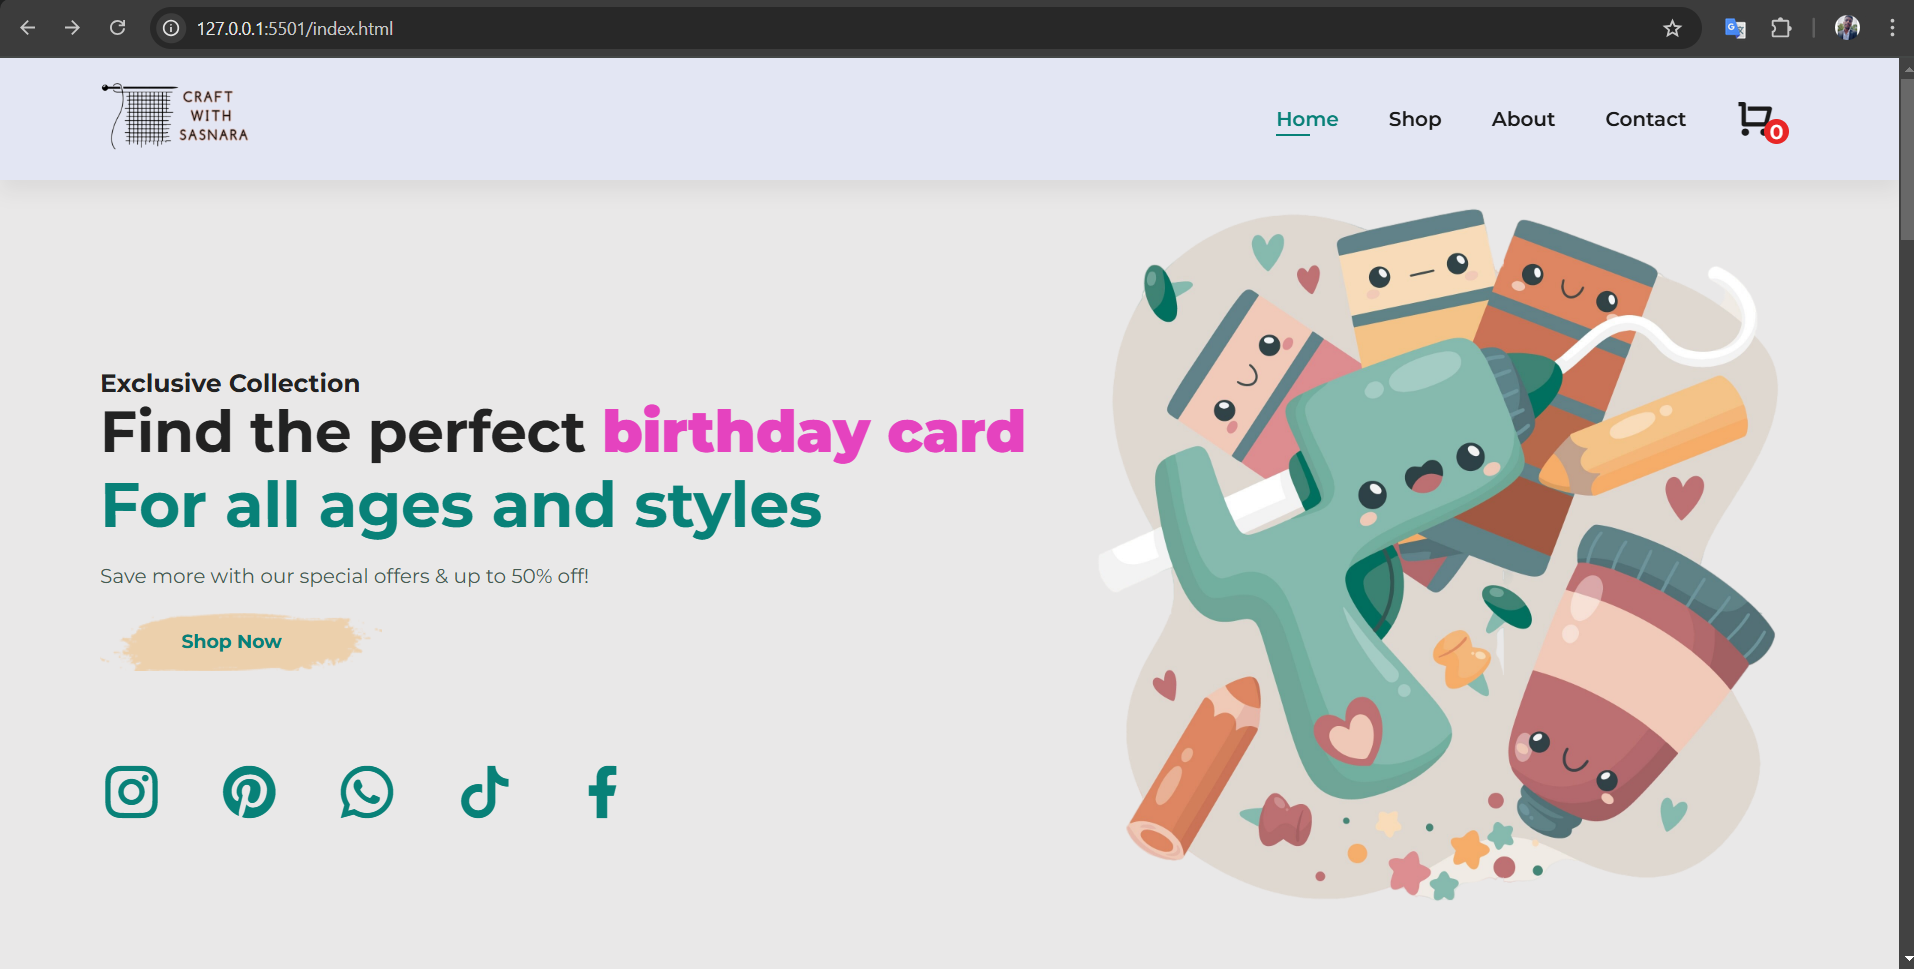 127.0.0.1:5501/index.html
CRAFT
WITH
SASNARA
Home
Shop
About
Contact
0
Exclusive Collection
Find the perfect birthday card
For all ages and styles
Save more with our special offers & up to 50% off!
Shop Now